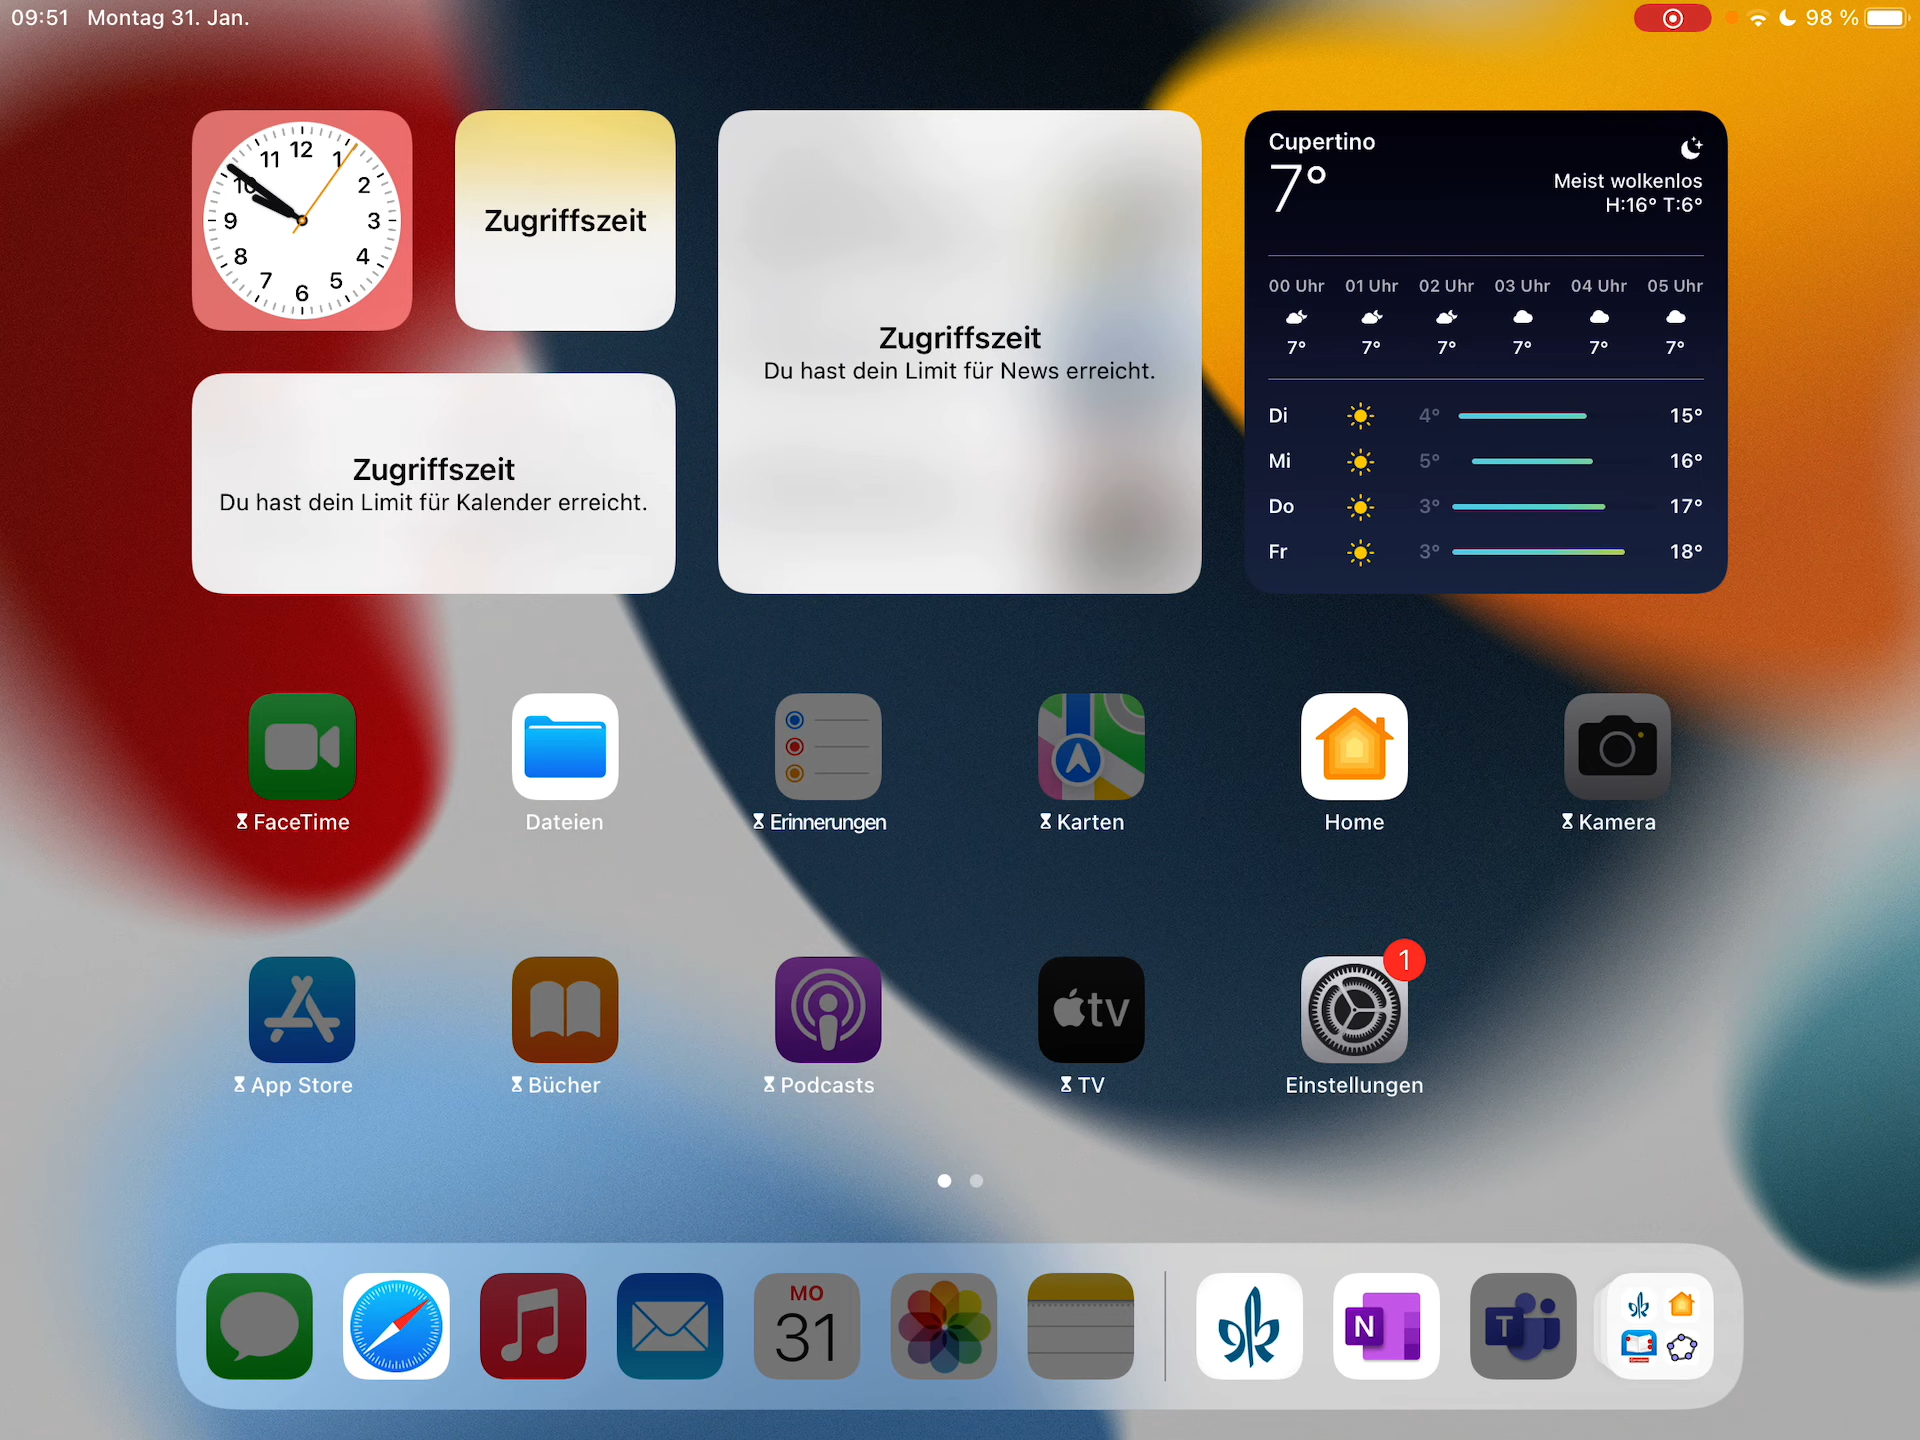 09:51 Montag 31. Jan.
98 %
12
1
2
3
4
5
6
7
8
9
10
11
Zugriffszeit
Zugriffszeit
Du hast dein Limit für Kalender erreicht.
Zugriffszeit
Du hast dein Limit für News erreicht.
Cupertino
7°
Meist wolkenlos
H:16° T:6°
00 Uhr 01 Uhr 02 Uhr 03 Uhr 04 Uhr 05 Uhr
7° 7° 7° 7° 7° 7°
Di 4° 15°
Mi 5° 16°
Do 3° 17°
Fr 3° 18°
FaceTime
Dateien
Erinnerungen
Karten
Home
Kamera
tv
1
App Store
Bücher
Podcasts
TV
Einstellungen
MO
31
N
T